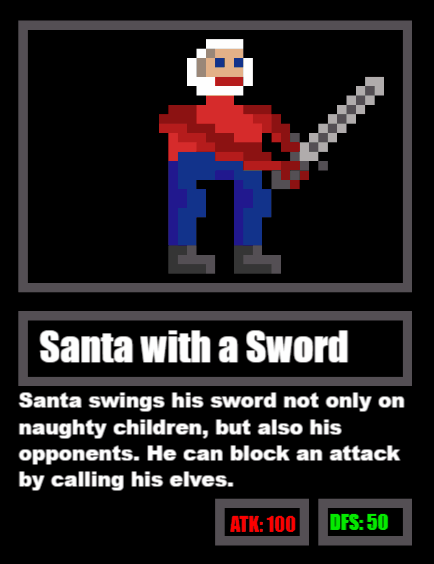 Santa with a Sword
Santa swings his sword not only on
naughty children, but also his
opponents. He can block an attack
by calling his elves.
ATK: 100
DFS: 50